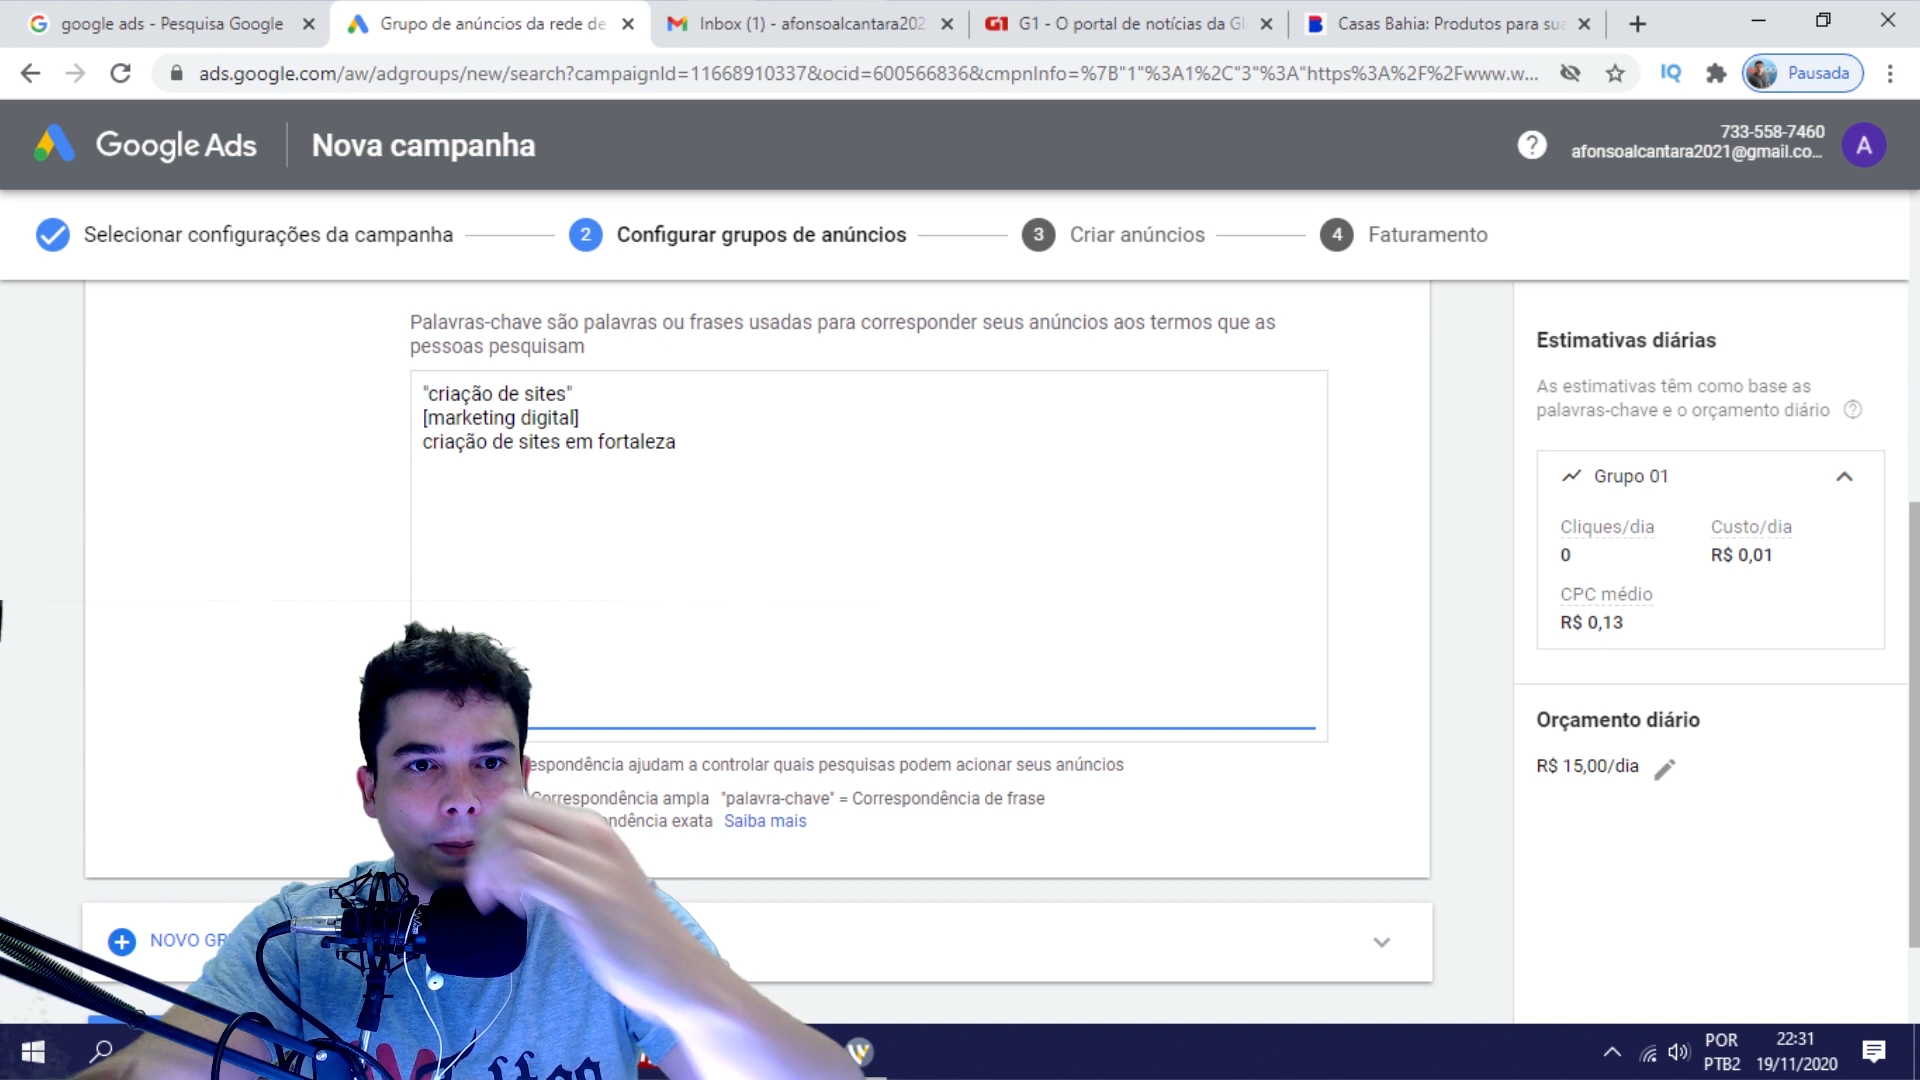 google ads - Pesquisa Google
Grupo de anúncios da rede de
Inbox (1) - afonsoalcantara202
G1 - O portal de notícias da Gl
Casas Bahia: Produtos para sua
ads.google.com/aw/adgroups/new/search?campaignId=11668910337&ocid=600566836&cmpnInfo=%7B"1"%3A1%2C"3"%3A"https%3A%2F%2Fwww.w...
IQ
Pausada
Google Ads
Nova campanha
733-558-7460
afonsoalcantara2021@gmail.co...
A
Selecionar configurações da campanha
2 Configurar grupos de anúncios
3 Criar anúncios
4 Faturamento
Palavras-chave são palavras ou frases usadas para corresponder seus anúncios aos termos que as
pessoas pesquisam
"criação de sites"
[marketing digital]
criação de sites em fortaleza
espondência ajudam a controlar quais pesquisas podem acionar seus anúncios
Correspondência ampla "palavra-chave" = Correspondência de frase
ndência exata Saiba mais
NOVO GR
Estimativas diárias
As estimativas têm como base as
palavras-chave e o orçamento diário
Grupo 01
Cliques/dia Custo/dia
0 R$ 0,01
CPC médio
R$ 0,13
Orçamento diário
R$ 15,00/dia
POR
PTB2
22:31
19/11/2020